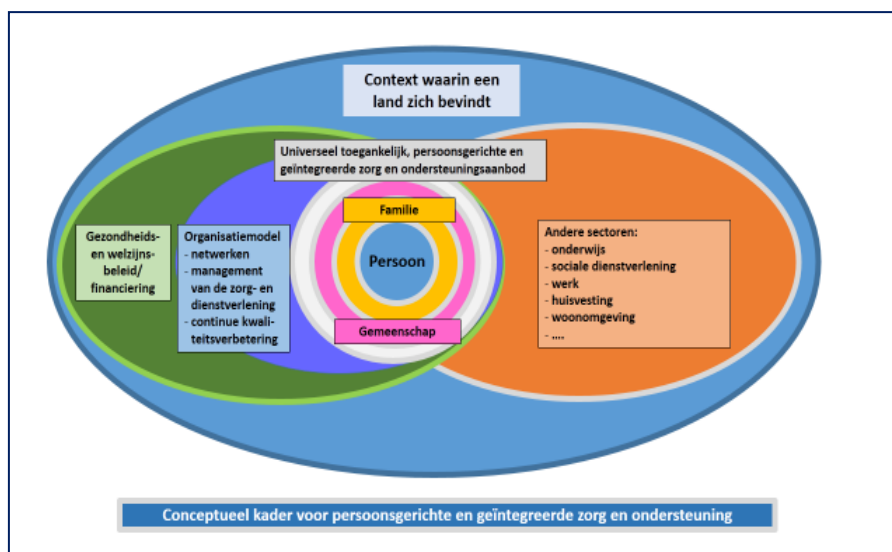 Context waarin een
land zich bevindt
Universeel toegankelijk, persoonsgerichte en
geïntegreerde zorg en ondersteuningsaanbod
Familie
Persoon
Gemeenschap
Gezondheids-
en welzijns-
beleid/
financiering
Organisatiemodel
- netwerken
- management
van de zorg- en
dienstverlening
- continue kwali-
teitsverbetering
Andere sectoren:
- onderwijs
- sociale dienstverlening
- werk
- huisvesting
- woonomgeving
- ....
Conceptueel kader voor persoonsgerichte en geïntegreerde zorg en ondersteuning